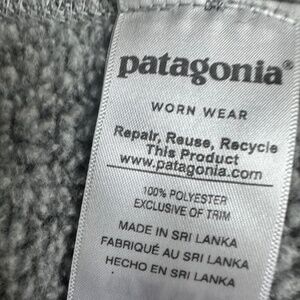 patagonia®
WORN WEAR
Repair, Reuse, Recycle
This Product
www.patagonia.com
100% POLYESTER
EXCLUSIVE OF TRIM
MADE IN SRI LANKA
FABRIQUÉ AU SRI LANKA
HECHO EN SRI LANKA